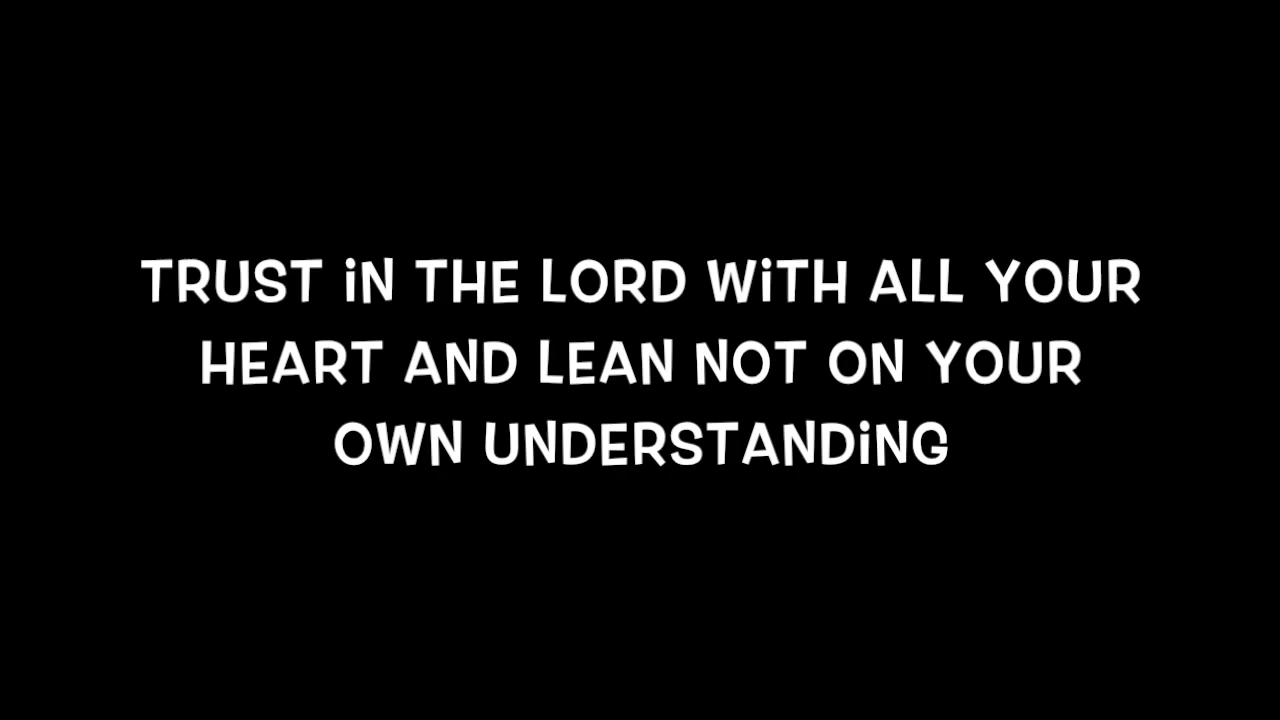 TRUST iN THE LORD WiTH ALL YOUR
HEART AND LEAN NOT ON YOUR
OWN UNDERSTANDiNG